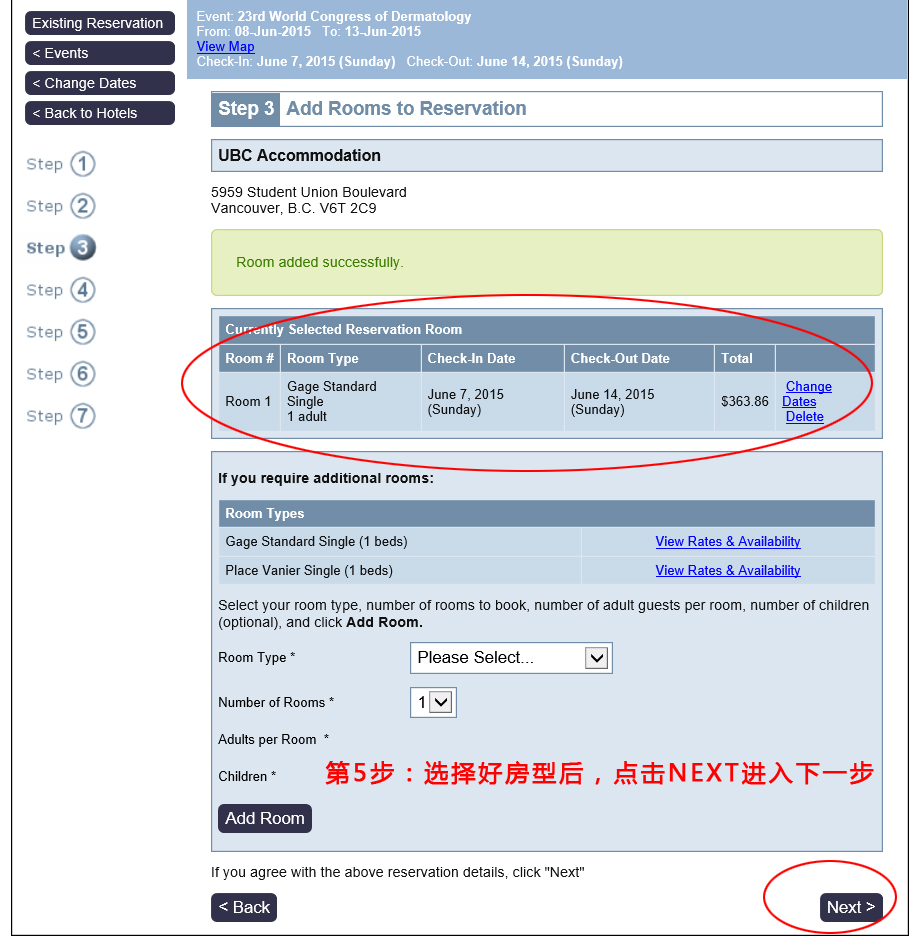 Existing Reservation
< Events
< Change Dates
< Back to Hotels
Step 1
Step 2
Step 3
Step 4
Step 5
Step 6
Step 7
Event: 23rd World Congress of Dermatology
From: 08-Jun-2015 To: 13-Jun-2015
View Map
Check-In: June 7, 2015 (Sunday) Check-Out: June 14, 2015 (Sunday)
Step 3 Add Rooms to Reservation
UBC Accommodation
5959 Student Union Boulevard
Vancouver, B.C. V6T 2C9
Room added successfully.
Currently Selected Reservation Room
Room # Room Type Check-In Date Check-Out Date Total
Room 1
Gage Standard
Single
1 adult
June 7, 2015
(Sunday)
June 14, 2015
(Sunday)
$363.86
Change
Dates
Delete
If you require additional rooms:
Room Types
Gage Standard Single (1 beds) View Rates & Availability
Place Vanier Single (1 beds) View Rates & Availability
Select your room type, number of rooms to book, number of adult guests per room, number of children
(optional), and click Add Room.
Room Type * Please Select...
Number of Rooms * 1
Adults per Room *
Children *
第5步：选择好房型后，点击NEXT进入下一步
Add Room
If you agree with the above reservation details, click "Next"
< Back
Next >